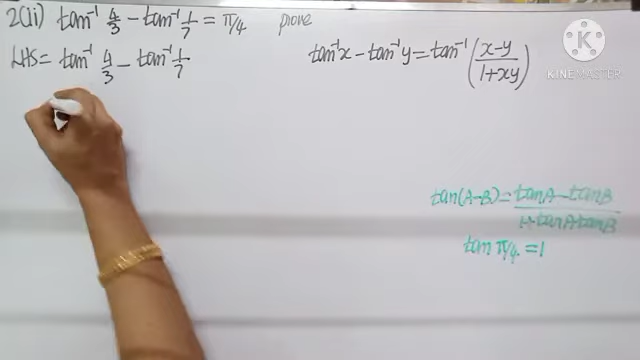 2(ii) tan⁻¹ 4/3 − tan⁻¹ 1/7 = π/4 prove
LHS = tan⁻¹ 4/3 − tan⁻¹ 1/7
tan⁻¹x − tan⁻¹y = tan⁻¹ ((x−y)/(1+xy))
KINEMASTER
tan(A−B) = (tanA − tanB)/(1+tanA tanB)
tan π/4 = 1